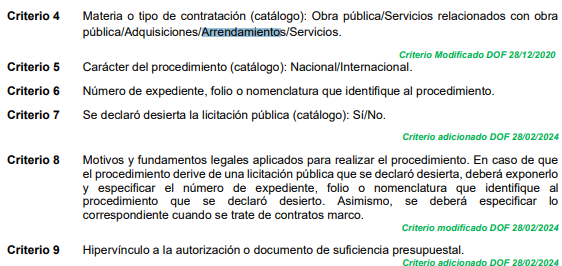 Criterio 4 Materia o tipo de contratación (catálogo): Obra pública/Servicios relacionados con obra
pública/Adquisiciones/Arrendamientos/Servicios.
Criterio Modificado DOF 28/12/2020
Criterio 5 Carácter del procedimiento (catálogo): Nacional/Internacional.
Criterio 6 Número de expediente, folio o nomenclatura que identifique al procedimiento.
Criterio 7 Se declaró desierta la licitación pública (catálogo): Sí/No.
Criterio adicionado DOF 28/02/2024
Criterio 8 Motivos y fundamentos legales aplicados para realizar el procedimiento. En caso de que
el procedimiento derive de una licitación pública que se declaró desierta, deberá exponerlo
y especificar el número de expediente, folio o nomenclatura que identifique al
procedimiento que se declaró desierto. Asimismo, se deberá especificar lo
correspondiente cuando se trate de contratos marco.
Criterio modificado DOF 28/02/2024
Criterio 9 Hipervínculo a la autorización o documento de suficiencia presupuestal.
Criterio adicionado DOF 28/02/2024